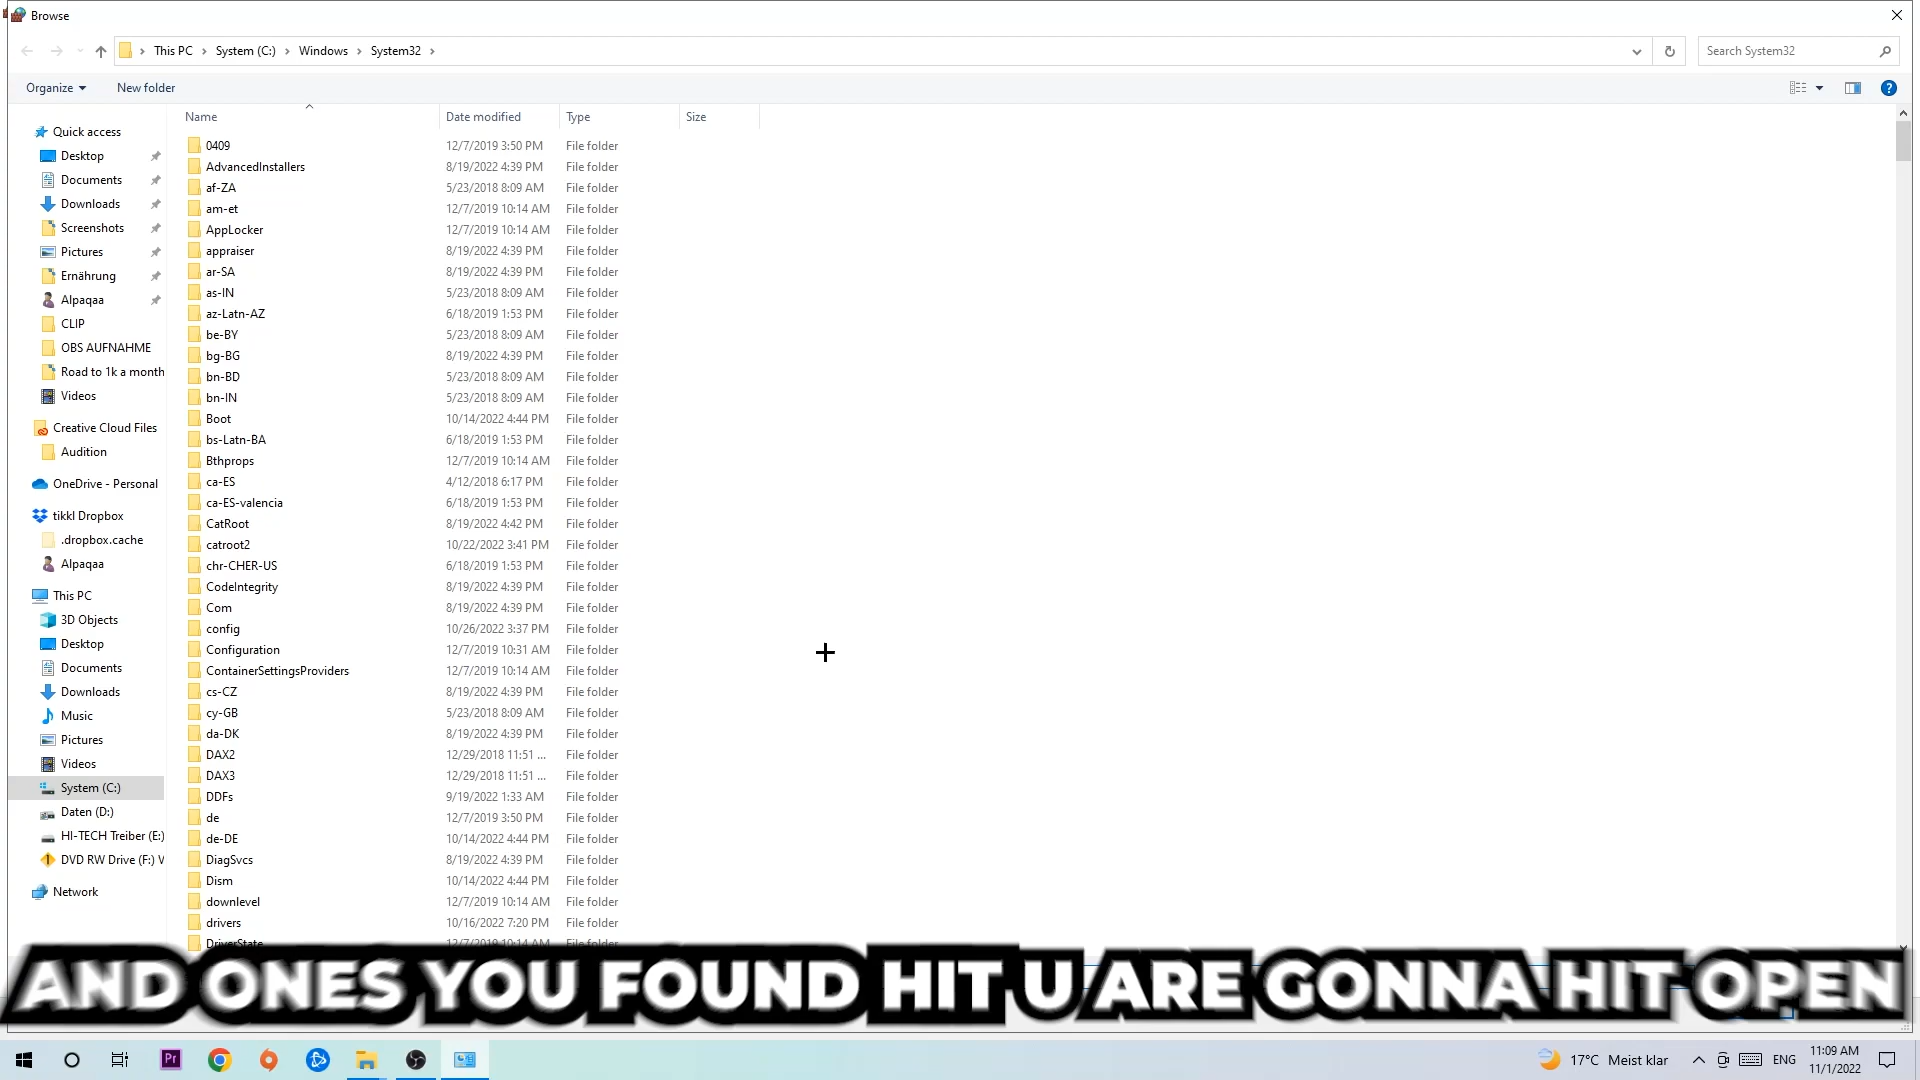 Browse
This PC > System (C:) > Windows > System32 >
Search System32
Organize
New folder
Name
Date modified
Type
Size
Quick access
Desktop
Documents
Downloads
Screenshots
Pictures
Ernährung
Alpaqaa
CLIP
OBS AUFNAHME
Road to 1k a month
Videos
Creative Cloud Files
Audition
OneDrive - Personal
tikkl Dropbox
.dropbox.cache
Alpaqaa
This PC
3D Objects
Desktop
Documents
Downloads
Music
Pictures
Videos
System (C:)
Daten (D:)
HI-TECH Treiber (E:)
DVD RW Drive (F:) V
Network
0409 12/7/2019 3:50 PM File folder
AdvancedInstallers 8/19/2022 4:39 PM File folder
af-ZA 5/23/2018 8:09 AM File folder
am-et 12/7/2019 10:14 AM File folder
AppLocker 12/7/2019 10:14 AM File folder
appraiser 8/19/2022 4:39 PM File folder
ar-SA 8/19/2022 4:39 PM File folder
as-IN 5/23/2018 8:09 AM File folder
az-Latn-AZ 6/18/2019 1:53 PM File folder
be-BY 5/23/2018 8:09 AM File folder
bg-BG 8/19/2022 4:39 PM File folder
bn-BD 5/23/2018 8:09 AM File folder
bn-IN 5/23/2018 8:09 AM File folder
Boot 10/14/2022 4:44 PM File folder
bs-Latn-BA 6/18/2019 1:53 PM File folder
Bthprops 12/7/2019 10:14 AM File folder
ca-ES 4/12/2018 6:17 PM File folder
ca-ES-valencia 6/18/2019 1:53 PM File folder
CatRoot 8/19/2022 4:42 PM File folder
catroot2 10/22/2022 3:41 PM File folder
chr-CHER-US 6/18/2019 1:53 PM File folder
CodeIntegrity 8/19/2022 4:39 PM File folder
Com 8/19/2022 4:39 PM File folder
config 10/26/2022 3:37 PM File folder
Configuration 12/7/2019 10:31 AM File folder
ContainerSettingsProviders 12/7/2019 10:14 AM File folder
cs-CZ 8/19/2022 4:39 PM File folder
cy-GB 5/23/2018 8:09 AM File folder
da-DK 8/19/2022 4:39 PM File folder
DAX2 12/29/2018 11:51 ... File folder
DAX3 12/29/2018 11:51 ... File folder
DDFs 9/19/2022 1:33 AM File folder
de 12/7/2019 3:50 PM File folder
de-DE 10/14/2022 4:44 PM File folder
DiagSvcs 8/19/2022 4:39 PM File folder
Dism 10/14/2022 4:44 PM File folder
downlevel 12/7/2019 10:14 AM File folder
drivers 10/16/2022 7:20 PM File folder
DriverState 12/7/2019 10:14 AM File folder
AND ONES YOU FOUND HIT U ARE GONNA HIT OPEN
Pr
17°C Meist klar
ENG
11:09 AM
11/1/2022